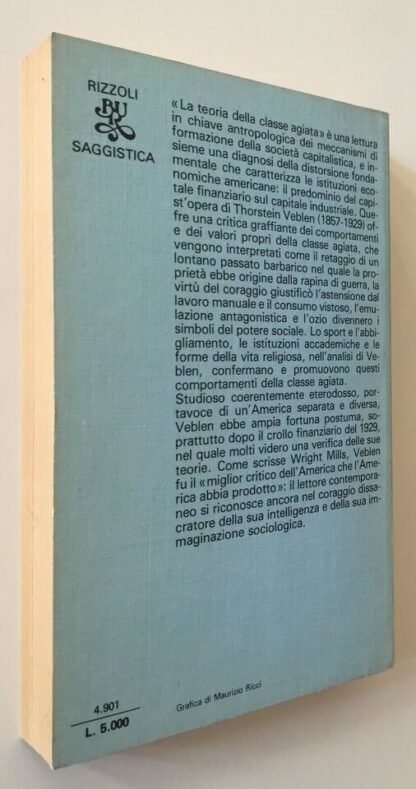 RIZZOLI
BUR
SAGGISTICA
« La teoria della classe agiata » è una lettura
in chiave antropologica dei meccanismi di
formazione della società capitalistica, e in-
sieme una diagnosi della distorsione fonda-
mentale che caratterizza le istituzioni eco-
nomiche americane: il predominio del capi-
tale finanziario sul capitale industriale. Que-
st'opera di Thorstein Veblen (1857-1929) of-
fre una critica graffiante dei comportamenti
e dei valori propri della classe agiata, che
vengono interpretati come il retaggio di un
lontano passato barbarico nel quale la pro-
prietà ebbe origine dalla rapina di guerra, la
virtù del coraggio giustificò l'astensione dal
lavoro manuale e il consumo vistoso, l'emu-
lazione antagonistica e l'ozio divennero i
simboli del potere sociale. Lo sport e l'abbi-
gliamento, le istituzioni accademiche e le
forme della vita religiosa, nell'analisi di Ve-
blen, confermano e promuovono questi
comportamenti della classe agiata.
Studioso coerentemente eterodosso, por-
tavoce di un'America separata e diversa,
Veblen ebbe ampia fortuna postuma, so-
prattutto dopo il crollo finanziario del 1929,
nel quale molti videro una verifica delle sue
teorie. Come scrisse Wright Mills, Veblen
fu il « miglior critico dell'America che l'Ame-
rica abbia prodotto »: il lettore contempora-
neo si riconosce ancora nel coraggio dissa-
cratore della sua intelligenza e della sua im-
maginazione sociologica.
4.901
L. 5.000
Grafica di Maurizio Ricci